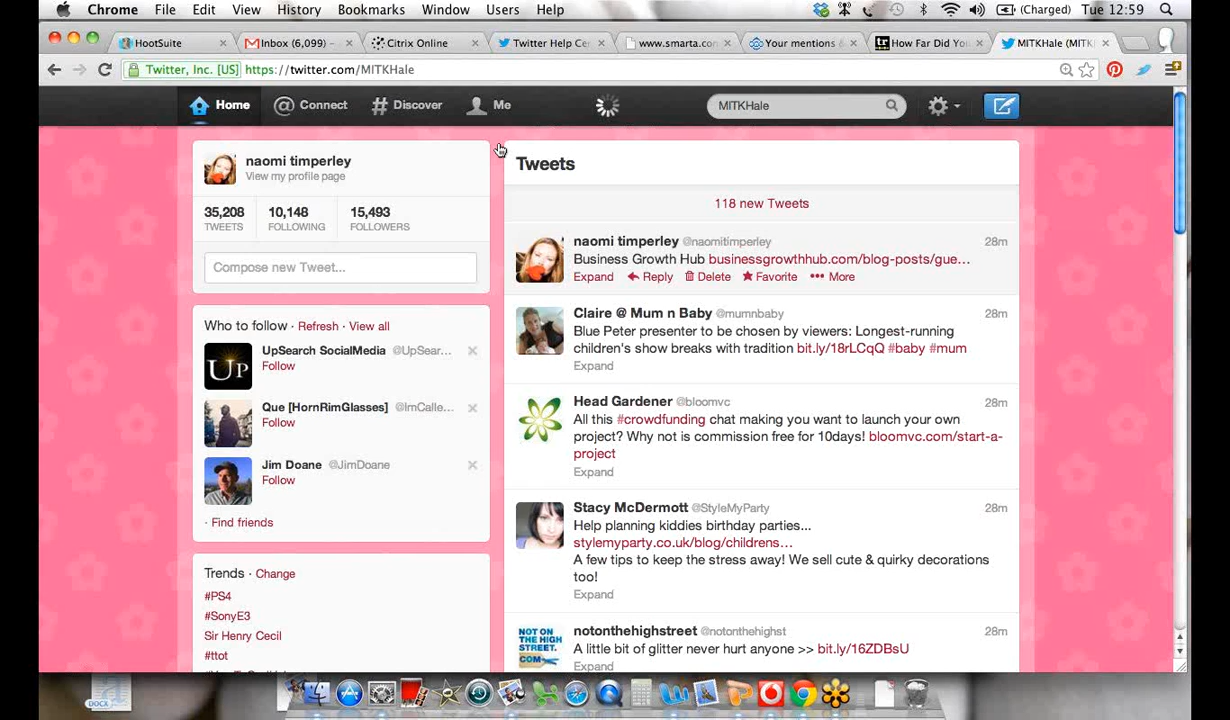 Chrome File Edit View History Bookmarks Window Users Help (Charged) Tue 12:59
HootSuite Inbox (6,099) Citrix Online Twitter Help Ce www.smarta.co Your mentions & How Far Did You MITKHale (MITK
Twitter, Inc. [US] https://twitter.com/MITKHale
Home @ Connect # Discover Me MITKHale
naomi timperley
View my profile page
35,208 10,148 15,493
TWEETS FOLLOWING FOLLOWERS
Compose new Tweet...
Who to follow · Refresh · View all
UpSearch SocialMedia @UpSear...
Follow
Que [HornRimGlasses] @ImCalle...
Follow
Jim Doane @JimDoane
Follow
· Find friends
Trends · Change
#PS4
#SonyE3
Sir Henry Cecil
#ttot
Tweets
118 new Tweets
naomi timperley @naomitimperley 28m
Business Growth Hub businessgrowthhub.com/blog-posts/gue…
Expand Reply Delete Favorite ••• More
Claire @ Mum n Baby @mumnbaby 28m
Blue Peter presenter to be chosen by viewers: Longest-running
children's show breaks with tradition bit.ly/18rLCqQ #baby #mum
Expand
Head Gardener @bloomvc 28m
All this #crowdfunding chat making you want to launch your own
project? Why not is commission free for 10days! bloomvc.com/start-a-
project
Expand
Stacy McDermott @StyleMyParty 28m
Help planning kiddies birthday parties...
stylemyparty.co.uk/blog/childrens…
A few tips to keep the stress away! We sell cute & quirky decorations
too!
Expand
notonthehighstreet @notonthehighst 28m
A little bit of glitter never hurt anyone >> bit.ly/16ZDBsU
Expand
NOT ON
THE HIGH
STREET
.COM
UP
DOCX